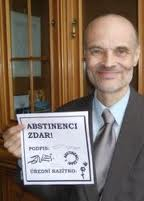 ABSTINENCI
ZDAR!
PODPIS:
ÚŘEDNÍ RAZÍTKO: